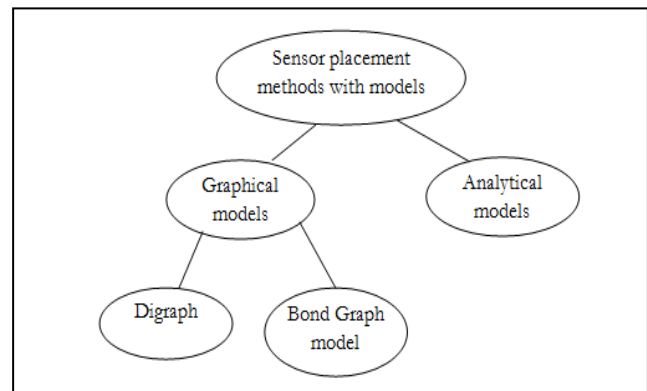 Sensor placement
methods with models
Graphical
models
Analytical
models
Digraph
Bond Graph
model